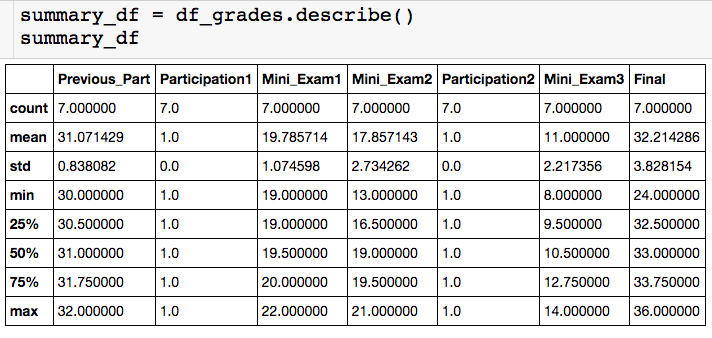 summary_df = df_grades.describe()
summary_df
Previous_Part Participation1 Mini_Exam1 Mini_Exam2 Participation2 Mini_Exam3 Final
count 7.000000 7.0 7.000000 7.000000 7.0 7.000000 7.000000
mean 31.071429 1.0 19.785714 17.857143 1.0 11.000000 32.214286
std 0.838082 0.0 1.074598 2.734262 0.0 2.217356 3.828154
min 30.000000 1.0 19.000000 13.000000 1.0 8.000000 24.000000
25% 30.500000 1.0 19.000000 16.500000 1.0 9.500000 32.500000
50% 31.000000 1.0 19.500000 19.000000 1.0 10.500000 33.000000
75% 31.750000 1.0 20.000000 19.500000 1.0 12.750000 33.750000
max 32.000000 1.0 22.000000 21.000000 1.0 14.000000 36.000000